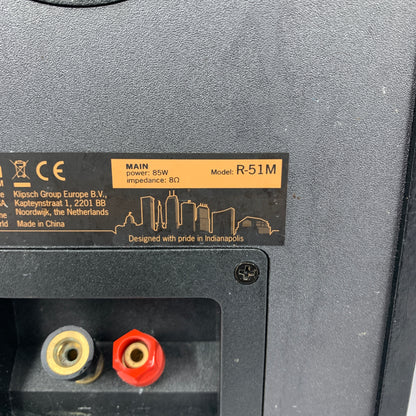 MAIN
power: 85W
impedance: 8Ω
Model: R-51M
Klipsch Group Europe B.V.,
Kapteynstraat 1, 2201 BB
Noordwijk, the Netherlands
Made in China
Designed with pride in Indianapolis